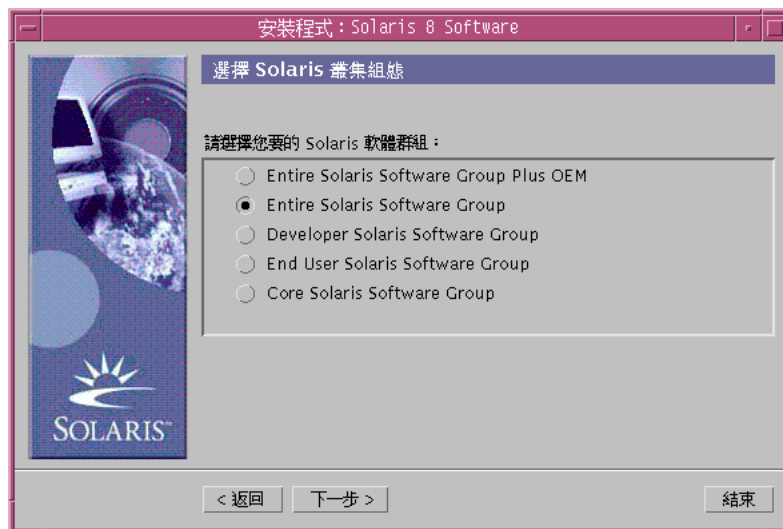 安裝程式：Solaris 8 Software
選擇 Solaris 叢集組態
請選擇您要的 Solaris 軟體群組：
Entire Solaris Software Group Plus OEM
Entire Solaris Software Group
Developer Solaris Software Group
End User Solaris Software Group
Core Solaris Software Group
SOLARIS™
< 返回
下一步 >
結束